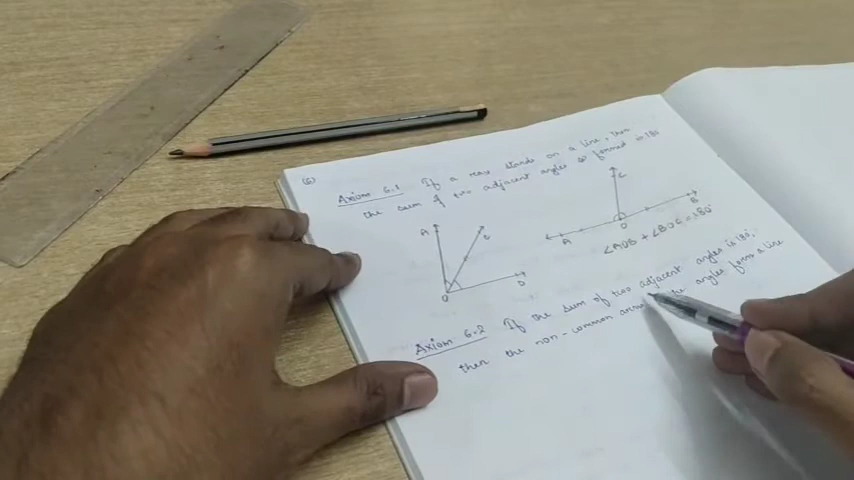 (6)
Axiom 6.1 If a ray stands on a line, then
the sum of two adjacent angles so formed is 180
A C B
O D
A O B C
∠AOB + ∠BOC = 180°
Axiom 6.2 If the sum of two adjacent angles is 180°,
then the non-common arms of the angles form a line